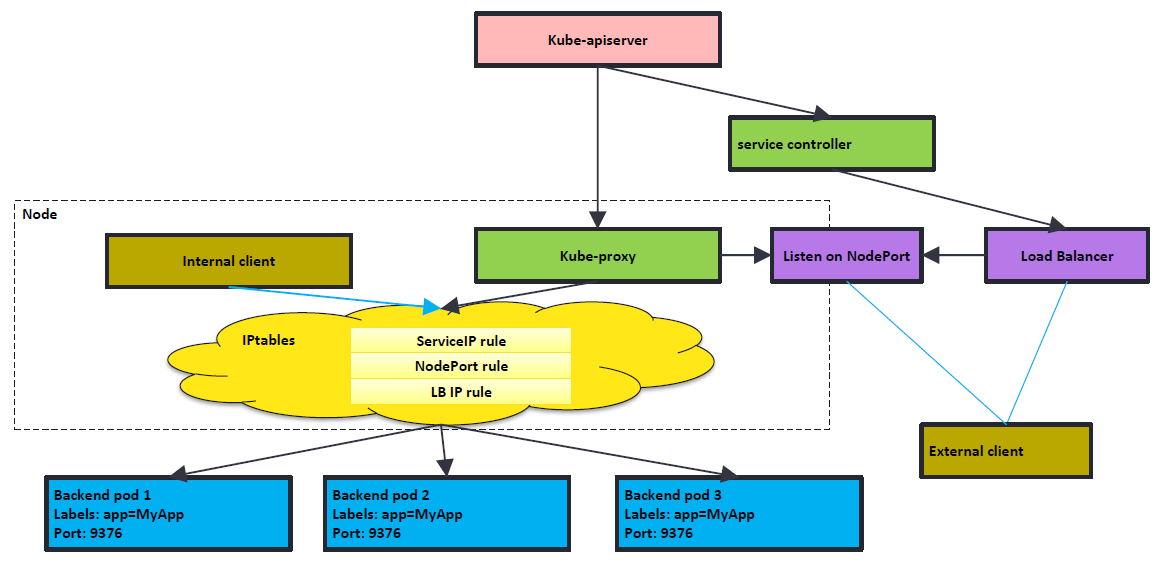 Kube-apiserver
service controller
Node
Internal client
Kube-proxy
Listen on NodePort
Load Balancer
IPtables
ServiceIP rule
NodePort rule
LB IP rule
External client
Backend pod 1
Labels: app=MyApp
Port: 9376
Backend pod 2
Labels: app=MyApp
Port: 9376
Backend pod 3
Labels: app=MyApp
Port: 9376